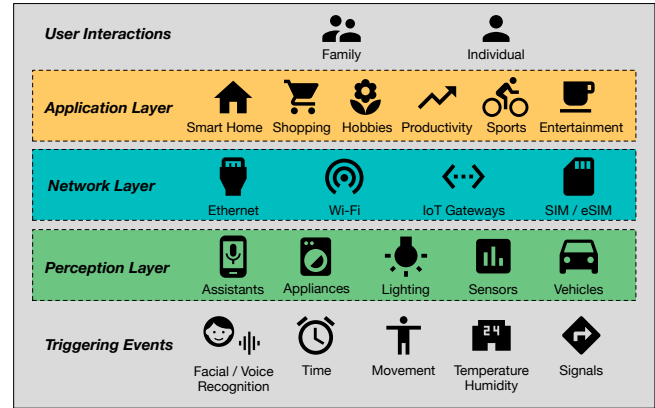 User Interactions
Family
Individual
Application Layer
Smart Home
Shopping
Hobbies
Productivity
Sports
Entertainment
Network Layer
Ethernet
Wi-Fi
IoT Gateways
SIM / eSIM
Perception Layer
Assistants
Appliances
Lighting
Sensors
Vehicles
Triggering Events
24
Facial / Voice
Recognition
Time
Movement
Temperature
Humidity
Signals